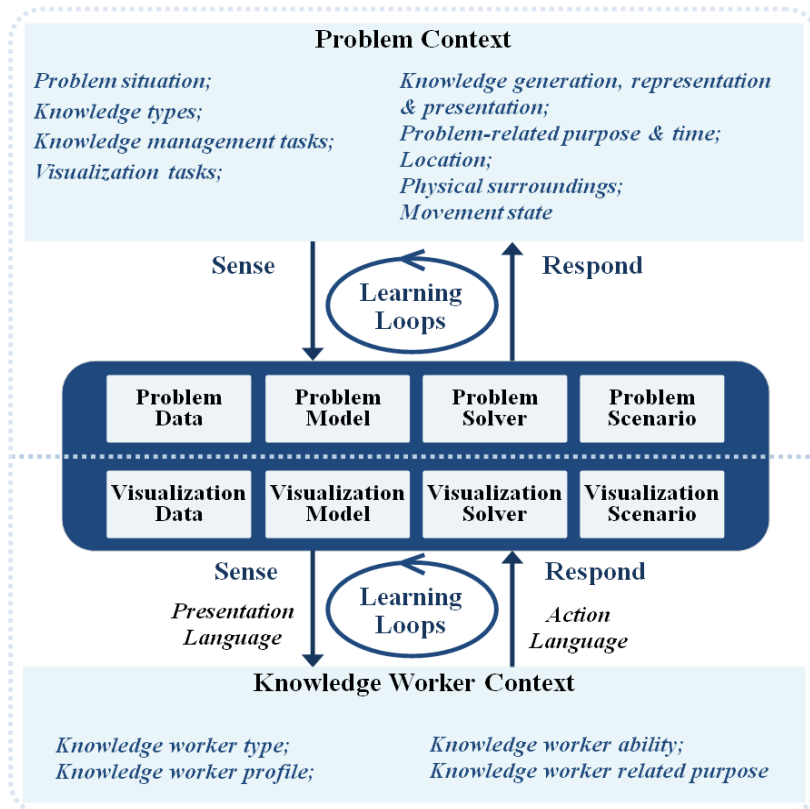 Problem Context
Problem situation;
Knowledge types;
Knowledge management tasks;
Visualization tasks;
Knowledge generation, representation
& presentation;
Problem-related purpose & time;
Location;
Physical surroundings;
Movement state
Sense
Learning
Loops
Respond
Problem
Data
Problem
Model
Problem
Solver
Problem
Scenario
Visualization
Data
Visualization
Model
Visualization
Solver
Visualization
Scenario
Sense
Presentation
Language
Learning
Loops
Respond
Action
Language
Knowledge Worker Context
Knowledge worker type;
Knowledge worker profile;
Knowledge worker ability;
Knowledge worker related purpose